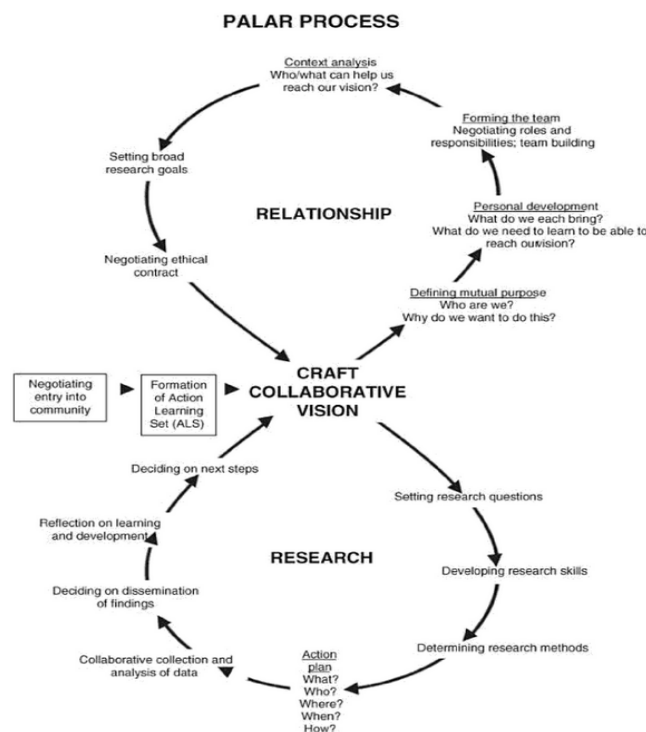 PALAR PROCESS
Context analysis
Who/what can help us
reach our vision?
Forming the team
Negotiating roles and
responsibilities; team building
Setting broad
research goals
RELATIONSHIP
Personal development
What do we each bring?
What do we need to learn to be able to
reach ourvision?
Negotiating ethical
contract
Defining mutual purpose
Who are we?
Why do we want to do this?
CRAFT
COLLABORATIVE
VISION
Negotiating
entry into
community
Formation
of Action
Learning
Set (ALS)
Deciding on next steps
Setting research questions
Reflection on learning
and development
RESEARCH
Developing research skills
Deciding on dissemination
of findings
Determining research methods
Collaborative collection and
analysis of data
Action
plan
What?
Who?
Where?
When?
How?